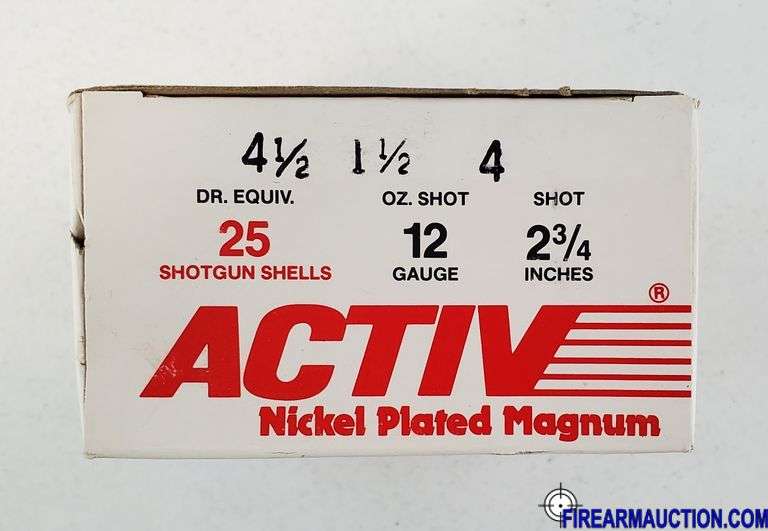 4½ 1½ 4
DR. EQUIV. OZ. SHOT SHOT
25 12 2¾
SHOTGUN SHELLS GAUGE INCHES
ACTIV®
Nickel Plated Magnum
FIREARMAUCTION.COM